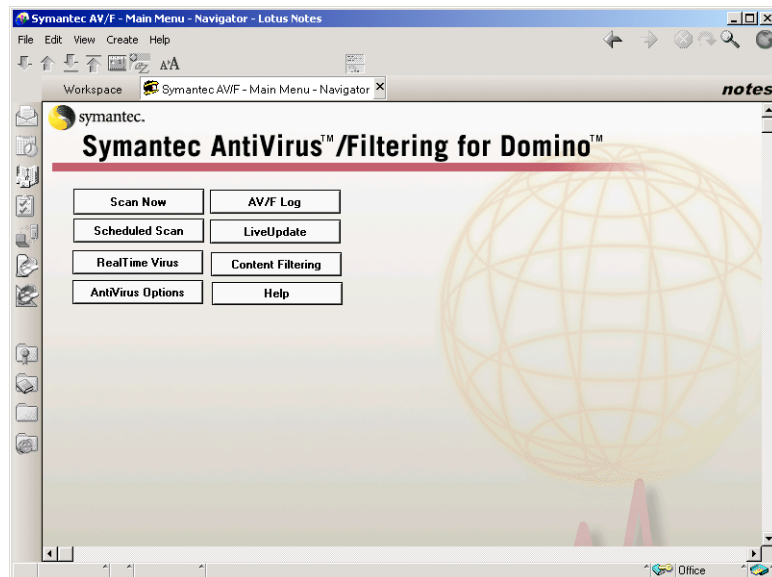 Symantec AV/F - Main Menu - Navigator - Lotus Notes
File Edit View Create Help
Workspace Symantec AV/F - Main Menu - Navigator
notes
symantec.
Symantec AntiVirus™/Filtering for Domino™
Scan Now AV/F Log
Scheduled Scan LiveUpdate
RealTime Virus Content Filtering
AntiVirus Options Help
Office